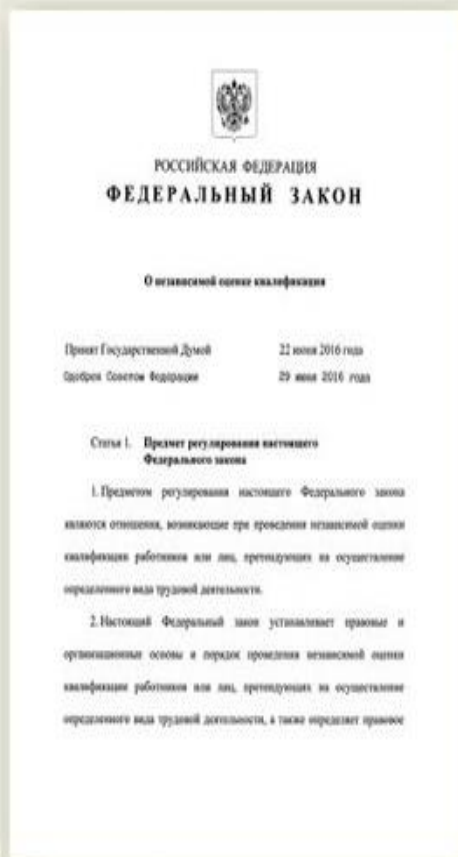 РОССИЙСКАЯ ФЕДЕРАЦИЯ
ФЕДЕРАЛЬНЫЙ ЗАКОН
О независимой оценке квалификации
Принят Государственной Думой 22 июня 2016 года
Одобрен Советом Федерации 29 июня 2016 года
Статья 1. Предмет регулирования настоящего
Федерального закона
1. Предметом регулирования настоящего Федерального закона
являются отношения, возникающие при проведении независимой оценки
квалификации работников или лиц, претендующих на осуществление
определенного вида трудовой деятельности.
2. Настоящий Федеральный закон устанавливает правовые и
организационные основы и порядок проведения независимой оценки
квалификации работников или лиц, претендующих на осуществление
определенного вида трудовой деятельности, а также определяет правовое